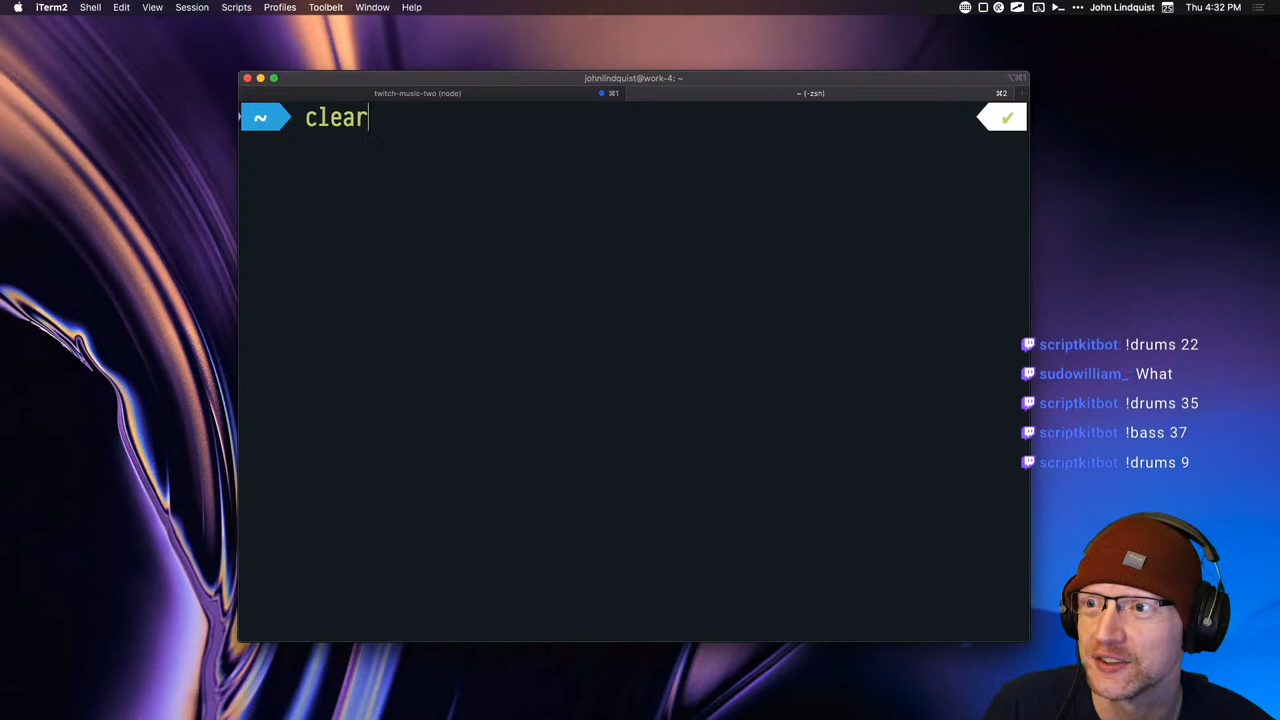 iTerm2 Shell Edit View Session Scripts Profiles Toolbelt Window Help
John Lindquist 25 Thu 4:32 PM
johnlindquist@work-4: ~
⌥⌘1
twitch-music-two (node) ⌘1
~ (-zsh) ⌘2
~ clear
scriptkitbot: !drums 22
sudowilliam_: What
scriptkitbot !drums 35
scriptkitbot !bass 37
scriptkitbot !drums 9